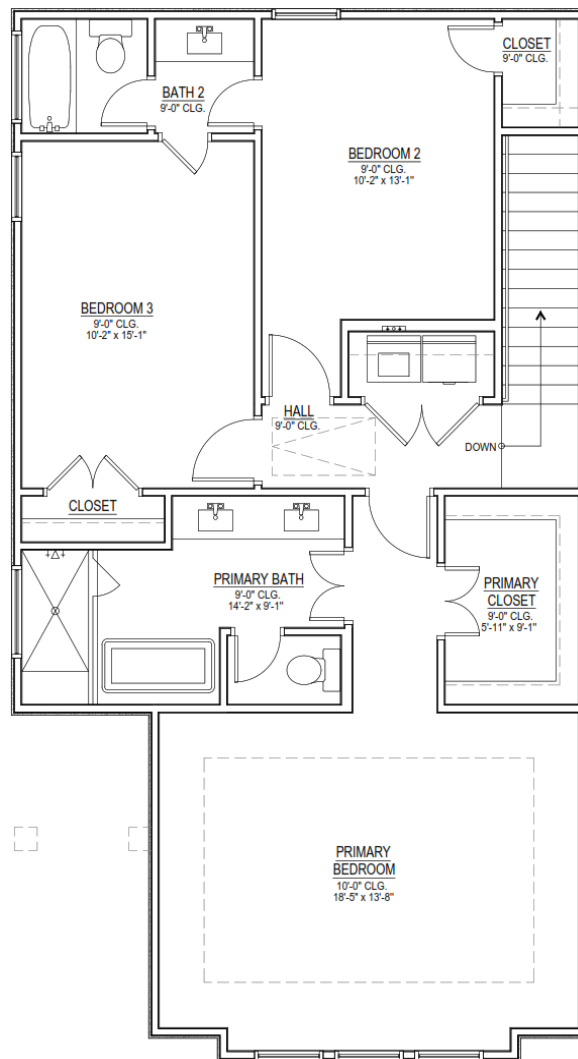 CLOSET
9'-0" CLG.
BATH 2
9'-0" CLG.
BEDROOM 2
9'-0" CLG.
10'-2" x 13'-1"
BEDROOM 3
9'-0" CLG.
10'-2" x 15'-1"
HALL
9'-0" CLG.
DOWN
CLOSET
PRIMARY BATH
9'-0" CLG.
14'-2" x 9'-1"
PRIMARY
CLOSET
9'-0" CLG.
5'-11" x 9'-1"
PRIMARY
BEDROOM
10'-0" CLG.
18'-5" x 13'-8"